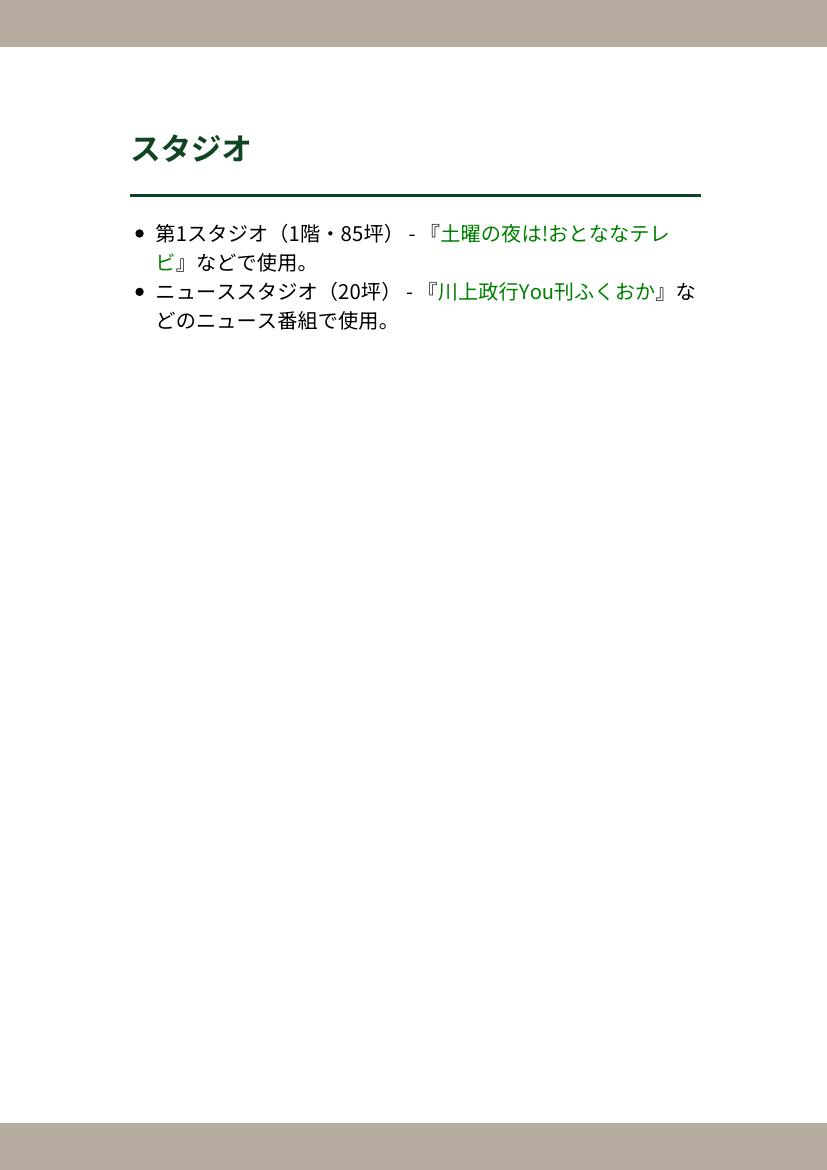 スタジオ
• 第1スタジオ（1階・85坪） - 『土曜の夜は!おとななテレ
ビ』などで使用。
• ニューススタジオ（20坪） - 『川上政行You刊ふくおか』な
どのニュース番組で使用。